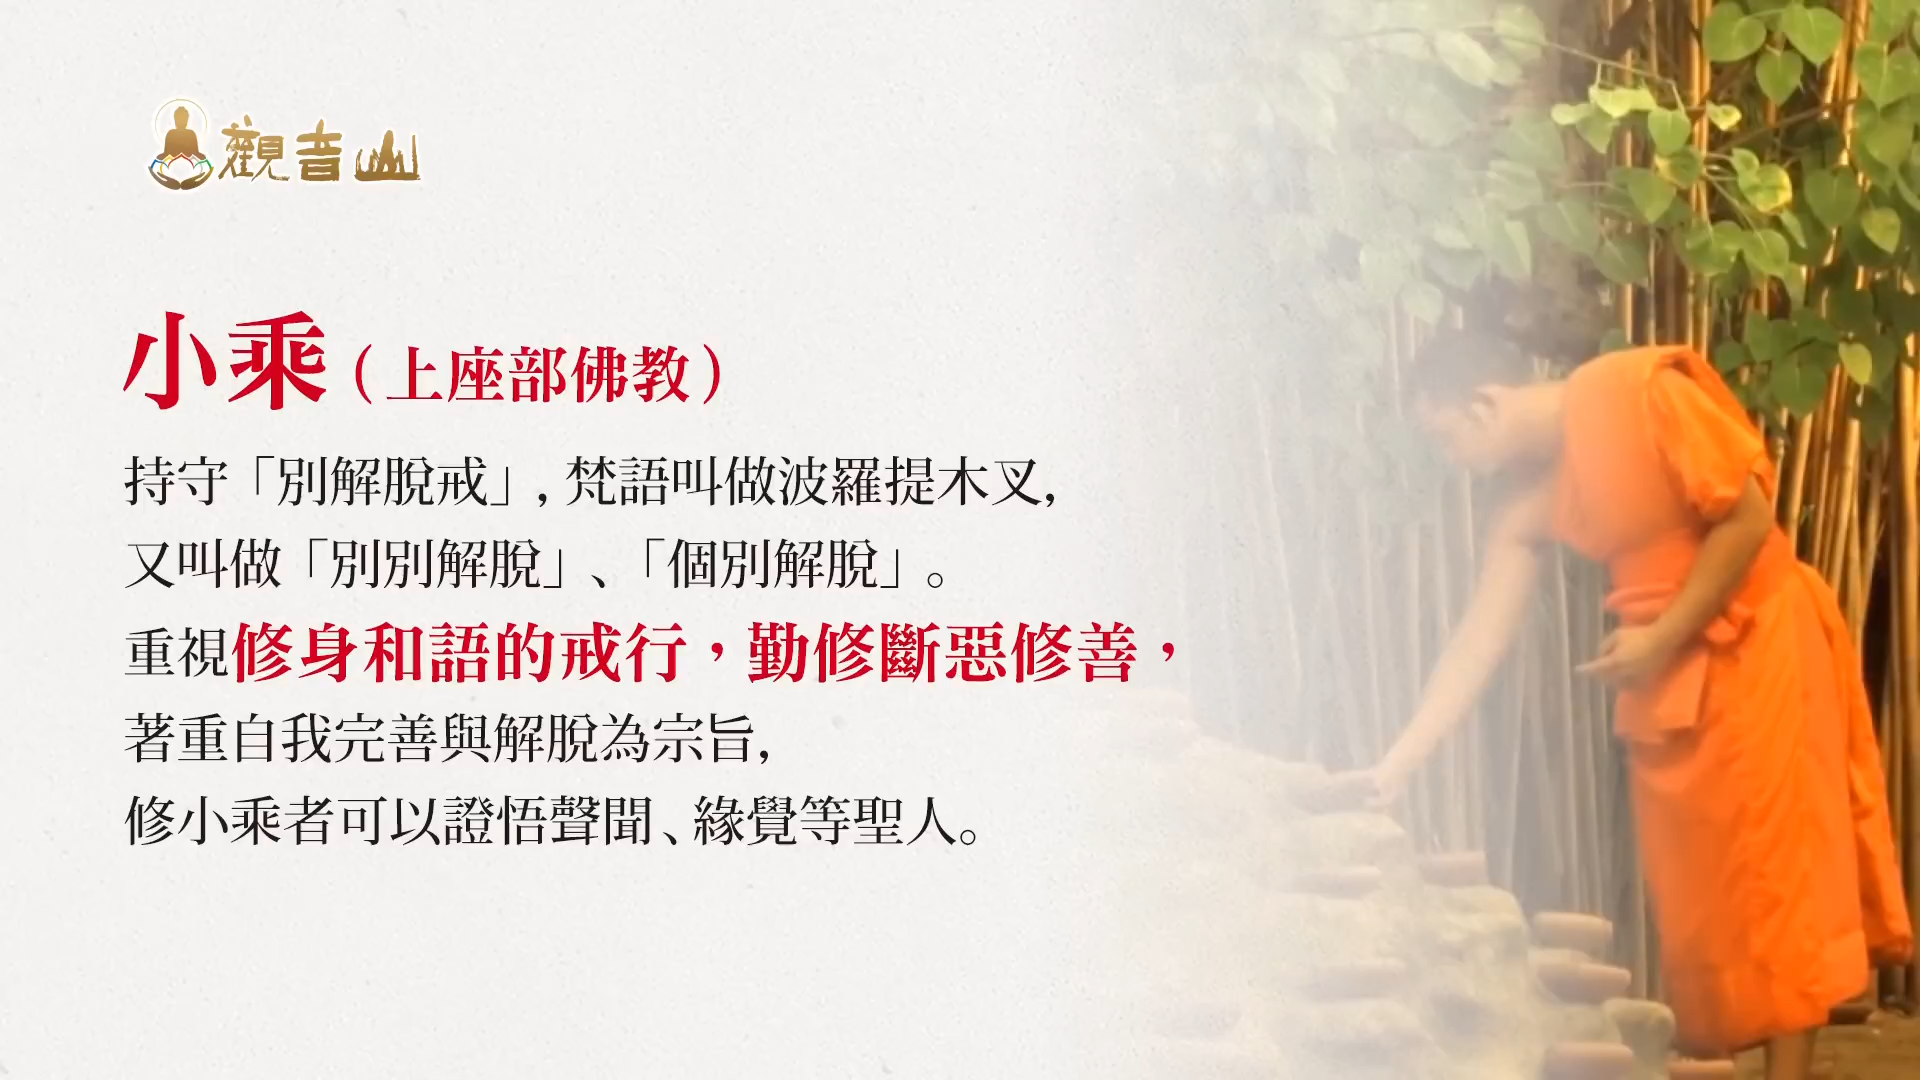 觀音山
小乘(上座部佛教)
持守「別解脫戒」, 梵語叫做波羅提木叉,
又叫做「別別解脫」、「個別解脫」。
重視修身和語的戒行，勤修斷惡修善，
著重自我完善與解脫為宗旨,
修小乘者可以證悟聲聞、緣覺等聖人。